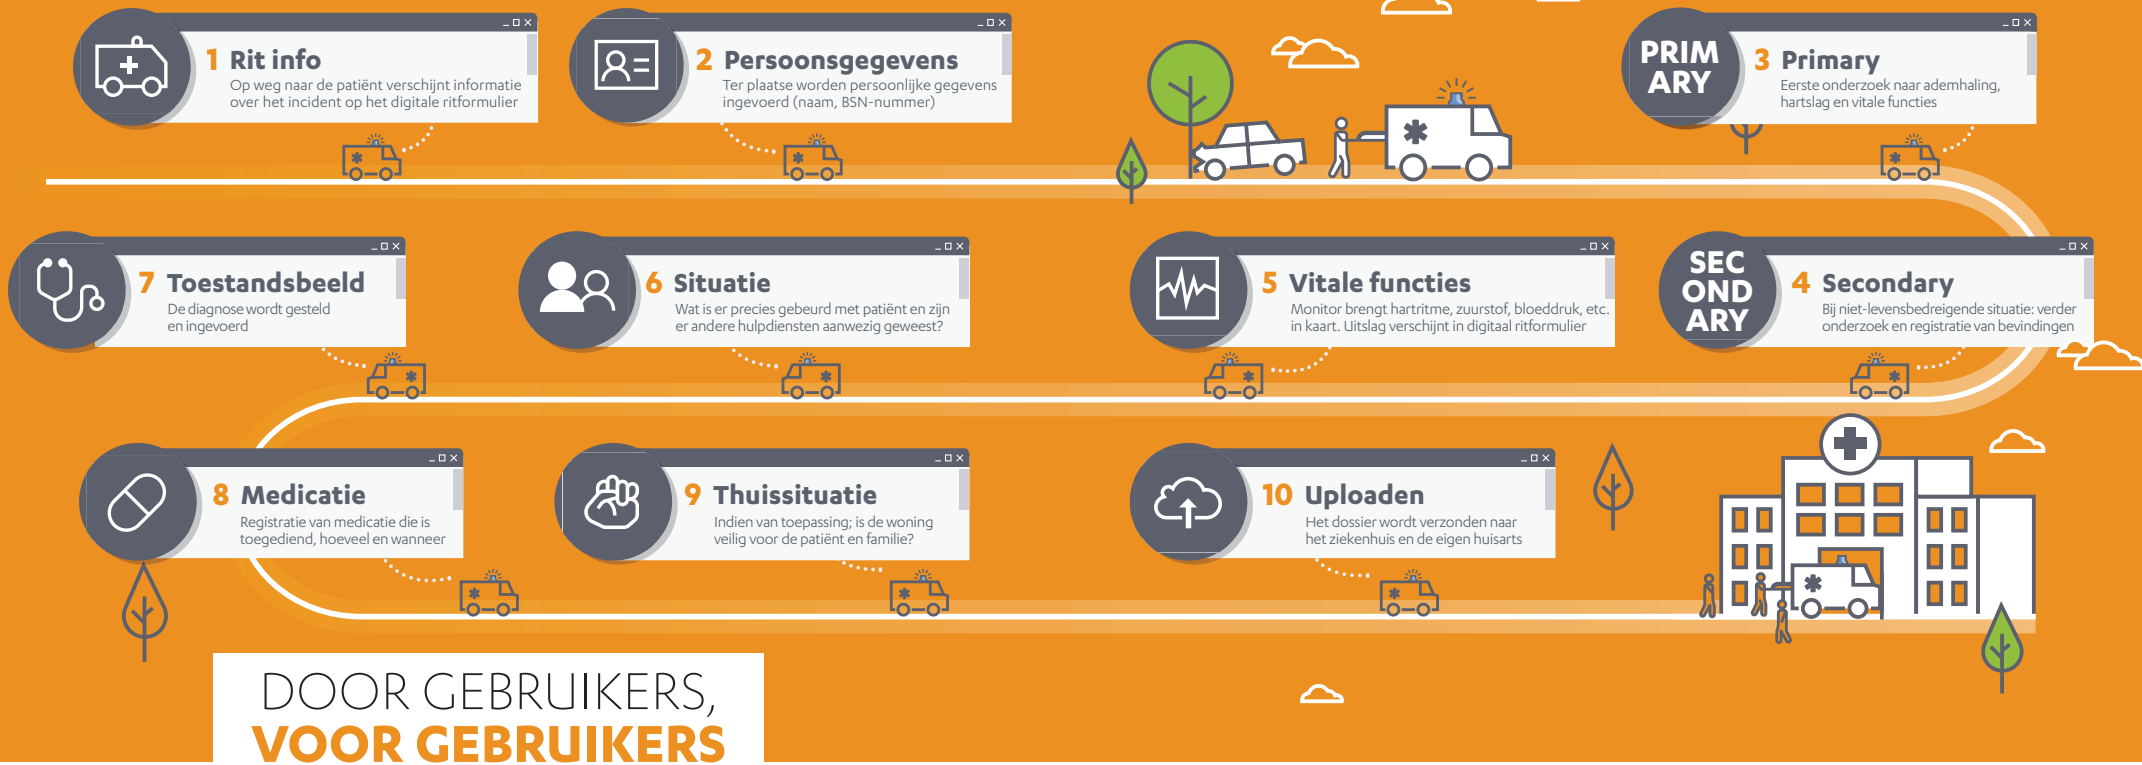 1 Rit info
Op weg naar de patiënt verschijnt informatie
over het incident op het digitale ritformulier
2 Persoonsgegevens
Ter plaatse worden persoonlijke gegevens
ingevoerd (naam, BSN-nummer)
PRIM
ARY
3 Primary
Eerste onderzoek naar ademhaling,
hartslag en vitale functies
SEC
OND
ARY
4 Secondary
Bij niet-levensbedreigende situatie: verder
onderzoek en registratie van bevindingen
5 Vitale functies
Monitor brengt hartritme, zuurstof, bloeddruk, etc.
in kaart. Uitslag verschijnt in digitaal ritformulier
6 Situatie
Wat is er precies gebeurd met patiënt en zijn
er andere hulpdiensten aanwezig geweest?
7 Toestandsbeeld
De diagnose wordt gesteld
en ingevoerd
8 Medicatie
Registratie van medicatie die is
toegediend, hoeveel en wanneer
9 Thuissituatie
Indien van toepassing; is de woning
veilig voor de patiënt en familie?
10 Uploaden
Het dossier wordt verzonden naar
het ziekenhuis en de eigen huisarts
DOOR GEBRUIKERS,
VOOR GEBRUIKERS